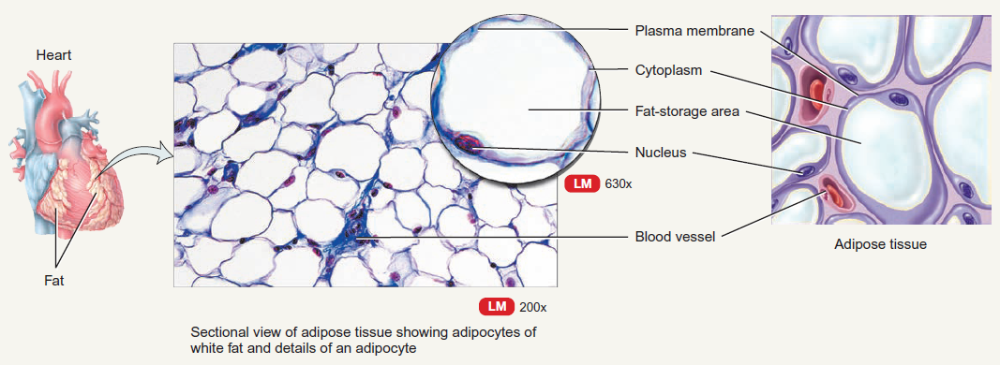 Heart
Fat
Plasma membrane
Cytoplasm
Fat-storage area
Nucleus
LM 630x
Blood vessel
Adipose tissue
LM 200x
Sectional view of adipose tissue showing adipocytes of
white fat and details of an adipocyte